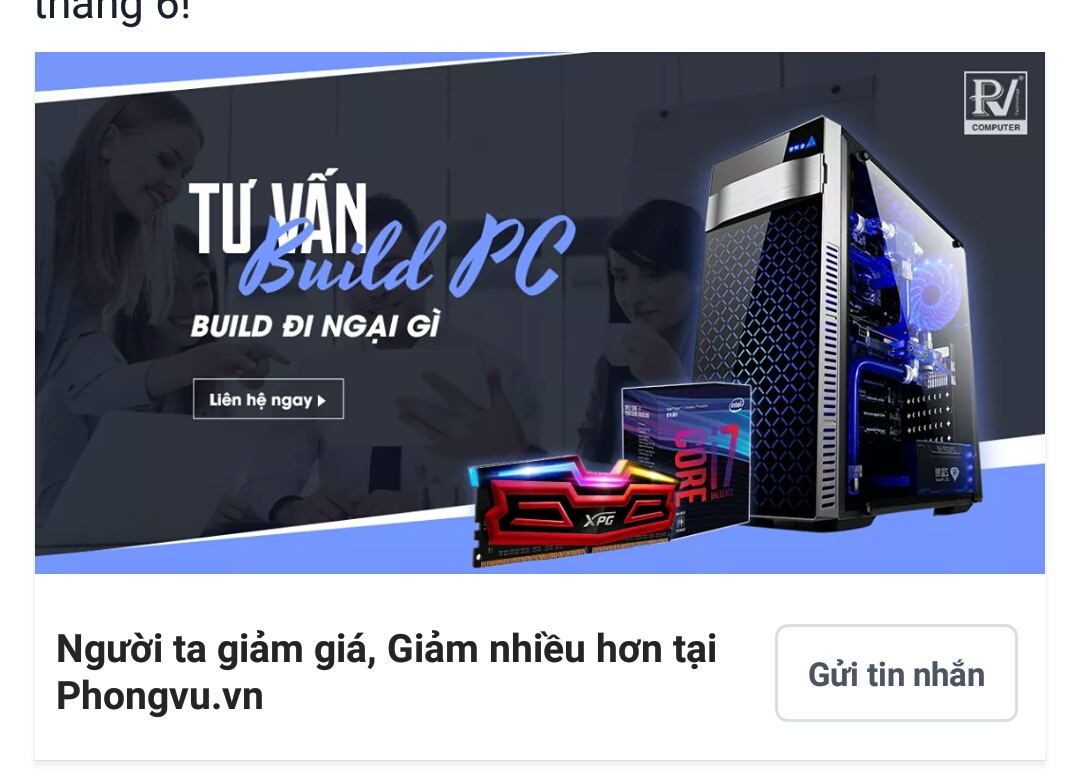 tháng 6!
PV
COMPUTER
TƯ VẤN
Build PC
BUILD ĐI NGẠI GÌ
Liên hệ ngay
intel
CORE i7
UNLOCKED
XPG
Người ta giảm giá, Giảm nhiều hơn tại
Phongvu.vn
Gửi tin nhắn